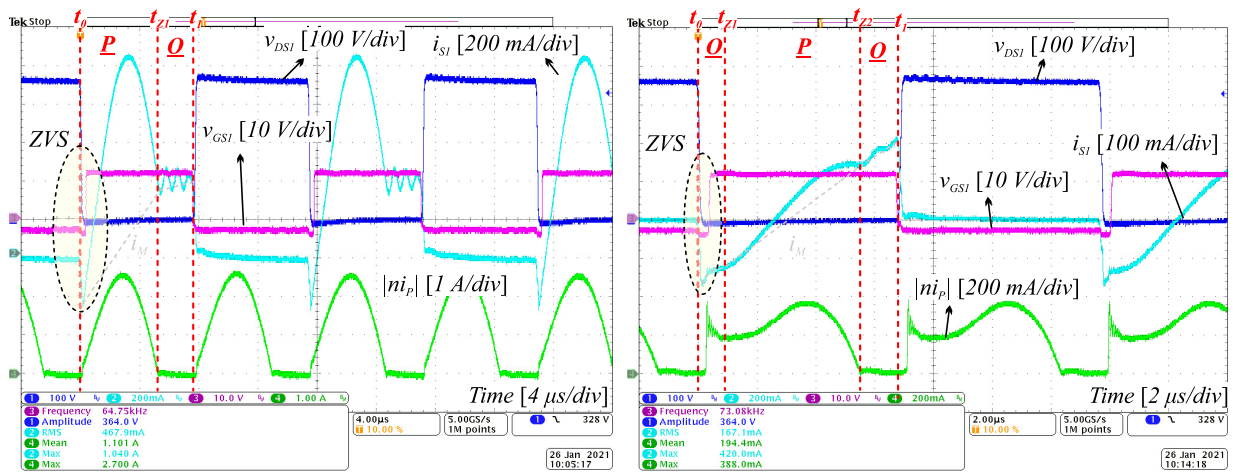 Tek Stop
t0 tZ1 t1
P O
vDS1 [100 V/div]
iS1 [200 mA/div]
ZVS
vGS1 [10 V/div]
iM
|niP| [1 A/div]
Time [4 µs/div]
1 100 V 2 200mA 3 10.0 V 4 1.00 A
3 Frequency 64.75kHz
1 Amplitude 364.0 V
2 RMS 467.9mA
4 Mean 1.101 A
2 Max 1.040 A
4 Max 2.700 A
4.00µs
T 10.00 %
5.00GS/s
1M points
1 328 V
26 Jan 2021
10:05:17
Tek Stop
t0 tZ1 tZ2 t1
O P O
vDS1 [100 V/div]
ZVS
iS1 [100 mA/div]
vGS1 [10 V/div]
iM
|niP| [200 mA/div]
Time [2 µs/div]
1 100 V 2 200mA 3 10.0 V 4 200mA
3 Frequency 73.08kHz
1 Amplitude 364.0 V
2 RMS 167.1mA
4 Mean 194.4mA
2 Max 420.0mA
4 Max 388.0mA
2.00µs
T 10.00 %
5.00GS/s
1M points
1 328 V
26 Jan 2021
10:14:18